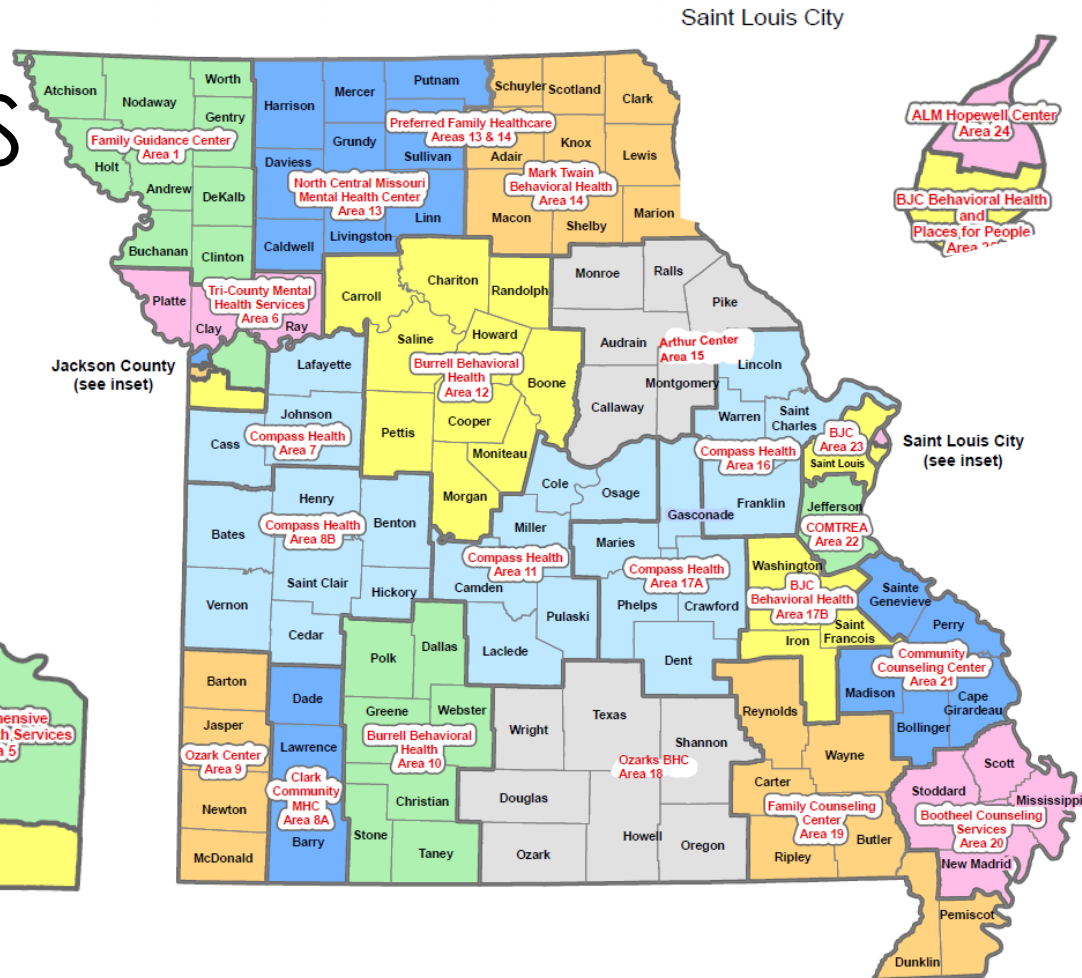 Saint Louis City
S
ALM Hopewell Center
Area 24
BJC Behavioral Health
and
Places for People
Area
Atchison
Nodaway
Worth
Gentry
Family Guidance Center
Area 1
Holt
Andrew
DeKalb
Buchanan
Clinton
Harrison
Mercer
Putnam
Preferred Family Healthcare
Areas 13 & 14
Grundy
Sullivan
Daviess
North Central Missouri
Mental Health Center
Area 13
Linn
Livingston
Caldwell
Schuyler
Scotland
Clark
Knox
Adair
Lewis
Mark Twain
Behavioral Health
Area 14
Macon
Shelby
Marion
Platte
Tri-County Mental
Health Services
Area 6
Clay
Ray
Jackson County
(see inset)
Carroll
Chariton
Randolph
Saline
Howard
Burrell Behavioral
Health
Area 12
Boone
Cooper
Pettis
Moniteau
Morgan
Monroe
Ralls
Pike
Audrain
Arthur Center
Area 15
Montgomery
Callaway
Lincoln
Warren
Saint
Charles
Compass Health
Area 16
Franklin
Gasconade
BJC
Area 23
Saint Louis
Saint Louis City
(see inset)
Jefferson
COMTREA
Area 22
Lafayette
Johnson
Cass
Compass Health
Area 7
Henry
Bates
Benton
Compass Health
Area 8B
Saint Clair
Hickory
Vernon
Cedar
Cole
Osage
Miller
Maries
Compass Health
Area 11
Camden
Pulaski
Laclede
Compass Health
Area 17A
Phelps
Crawford
Dent
Washington
BJC
Behavioral Health
Area 17B
Saint
Francois
Iron
Sainte
Genevieve
Perry
Community
Counseling Center
Area 21
Madison
Cape
Girardeau
Bollinger
Barton
Jasper
Ozark Center
Area 9
Newton
McDonald
Dade
Lawrence
Clark
Community
MHC
Area 8A
Barry
Polk
Dallas
Greene
Webster
Burrell Behavioral
Health
Area 10
Christian
Stone
Taney
Wright
Texas
Shannon
Ozarks BHC
Area 18
Douglas
Howell
Ozark
Oregon
Reynolds
Wayne
Carter
Family Counseling
Center
Area 19
Butler
Ripley
Scott
Stoddard
Mississippi
Bootheel Counseling
Services
Area 20
New Madrid
Pemiscot
Dunklin
5